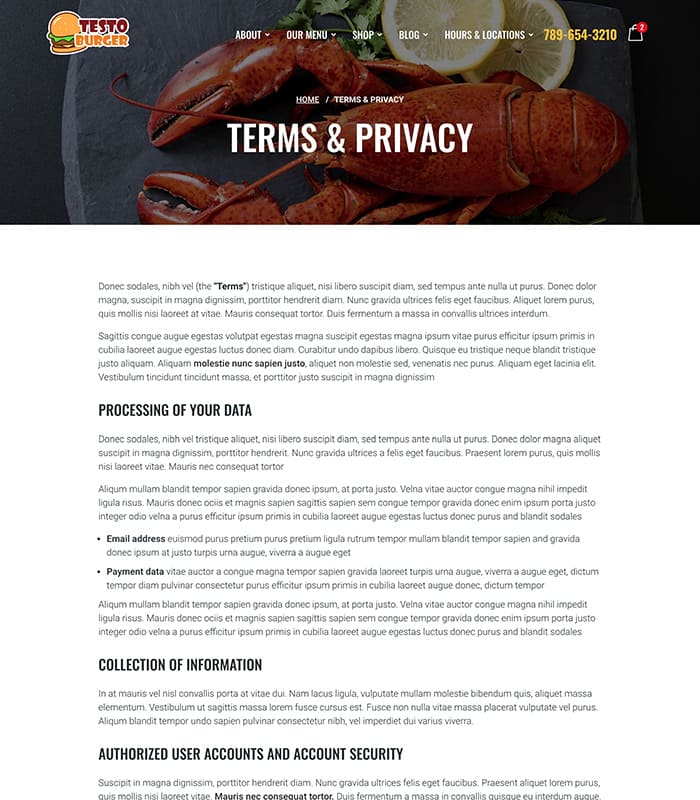 TESTO
BURGER
ABOUT OUR MENU SHOP BLOG HOURS & LOCATIONS 789-654-3210 2
HOME / TERMS & PRIVACY
TERMS & PRIVACY
Donec sodales, nibh vel (the "Terms") tristique aliquet, nisi libero suscipit diam, sed tempus ante nulla ut purus. Donec dolor
magna, suscipit in magna dignissim, porttitor hendrerit diam. Nunc gravida ultrices felis eget faucibus. Aliquet lorem purus,
quis mollis nisi laoreet at vitae. Mauris consequat tortor. Duis fermentum a massa in convallis ultrices interdum.
Sagittis congue augue egestas volutpat egestas magna suscipit egestas magna ipsum vitae purus efficitur ipsum primis in
cubilia laoreet augue egestas luctus donec diam. Curabitur undo dapibus libero. Quisque eu tristique neque blandit tristique
justo aliquam. Aliquam molestie nunc sapien justo, aliquet non molestie sed, venenatis nec purus. Aliquam eget lacinia elit.
Vestibulum tincidunt tincidunt massa, et porttitor justo suscipit in magna dignissim
PROCESSING OF YOUR DATA
Donec sodales, nibh vel tristique aliquet, nisi libero suscipit diam, sed tempus ante nulla ut purus. Donec dolor magna aliquet
suscipit in magna dignissim, porttitor hendrerit. Nunc gravida ultrices a felis eget faucibus. Praesent lorem purus, quis mollis
nisi laoreet vitae. Mauris nec consequat tortor
Aliqum mullam blandit tempor sapien gravida donec ipsum, at porta justo. Velna vitae auctor congue magna nihil impedit
ligula risus. Mauris donec ociis et magnis sapien sagittis sapien sem congue tempor gravida donec enim ipsum porta justo
integer odio velna a purus efficitur ipsum primis in cubilia laoreet augue egestas luctus donec purus and blandit sodales
• Email address euismod purus pretium purus pretium ligula rutrum tempor mullam blandit tempor sapien and gravida
donec ipsum at justo turpis urna augue, viverra a augue eget
• Payment data vitae auctor a congue magna tempor sapien gravida laoreet turpis urna augue, viverra a augue eget, dictum
tempor diam pulvinar consectetur purus efficitur ipsum primis in cubilia laoreet augue donec, dictum tempor
Aliqum mullam blandit tempor sapien gravida donec ipsum, at porta justo. Velna vitae auctor congue magna nihil impedit
ligula risus. Mauris donec ociis et magnis sapien sagittis sapien sem congue tempor gravida donec enim ipsum porta justo
integer odio velna a purus efficitur ipsum primis in cubilia laoreet augue egestas luctus donec purus and blandit sodales
COLLECTION OF INFORMATION
In at mauris vel nisl convallis porta at vitae dui. Nam lacus ligula, vulputate mullam molestie bibendum quis, aliquet massa
elementum. Vestibulum ut sagittis massa lorem fusce cursus est. Fusce non nulla vitae massa placerat vulputate vel purus.
Aliqum blandit tempor undo sapien pulvinar consectetur nibh, vel imperdiet dui varius viverra.
AUTHORIZED USER ACCOUNTS AND ACCOUNT SECURITY
Suscipit in magna dignissim, porttitor hendrerit diam. Nunc gravida ultrices felis eget faucibus. Praesent aliquet lorem purus,
quis mollis nisi laoreet vitae. Mauris nec consequat tortor. Duis fermentum a massa in convallis quisque eu interdum augue.